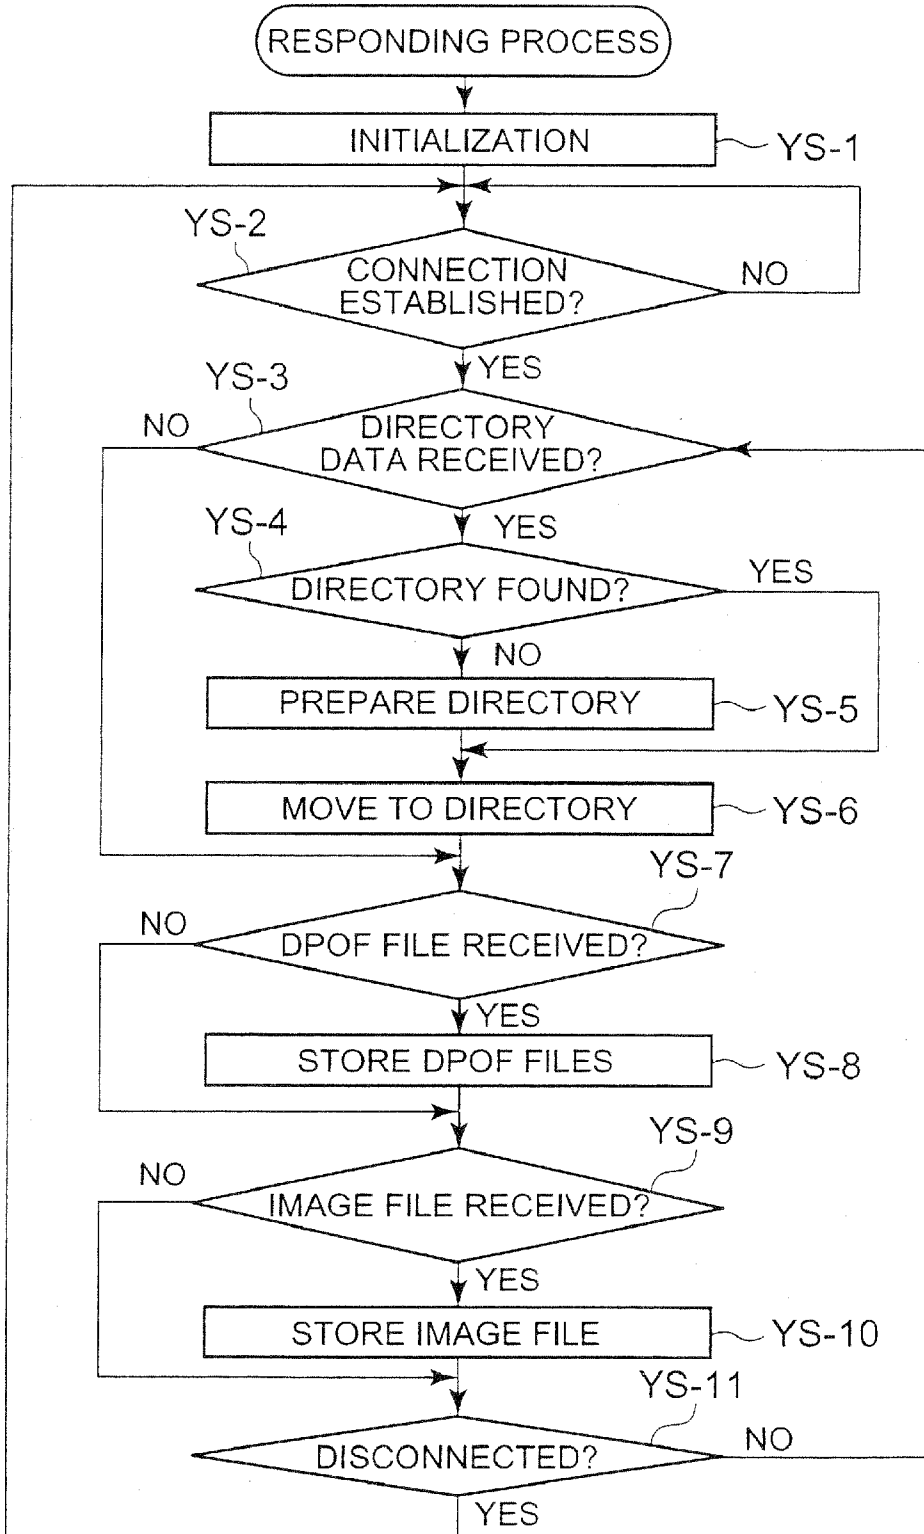 RESPONDING PROCESS
INITIALIZATION
YS-1
YS-2
CONNECTION
ESTABLISHED?
NO
YES
YS-3
NO
DIRECTORY
DATA RECEIVED?
YES
YS-4
DIRECTORY FOUND?
YES
NO
PREPARE DIRECTORY
YS-5
MOVE TO DIRECTORY
YS-6
YS-7
NO
DPOF FILE RECEIVED?
YES
STORE DPOF FILES
YS-8
YS-9
NO
IMAGE FILE RECEIVED?
YES
STORE IMAGE FILE
YS-10
YS-11
DISCONNECTED?
NO
YES